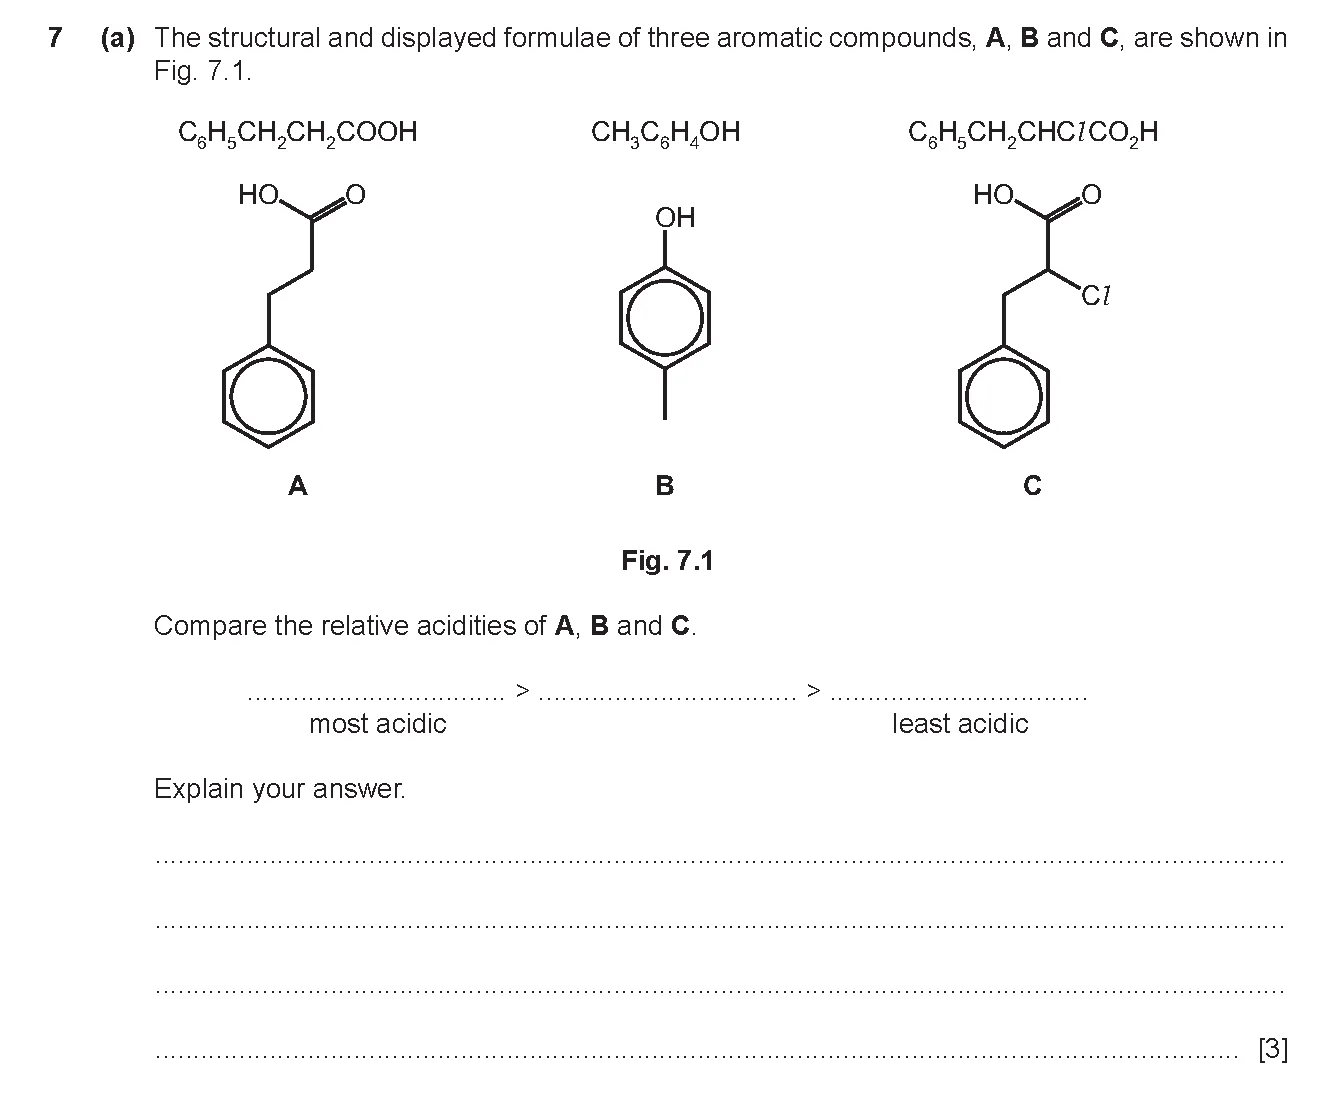 7 (a) The structural and displayed formulae of three aromatic compounds, A, B and C, are shown in
Fig. 7.1.
C₆H₅CH₂CH₂COOH CH₃C₆H₄OH C₆H₅CH₂CHClCO₂H
HO O HO O
OH
Cl
A B C
Fig. 7.1
Compare the relative acidities of A, B and C.
.................................. > .................................. > ..................................
most acidic least acidic
Explain your answer.
..........................................................................................................................................
..........................................................................................................................................
..........................................................................................................................................
..................................................................................................................................... [3]